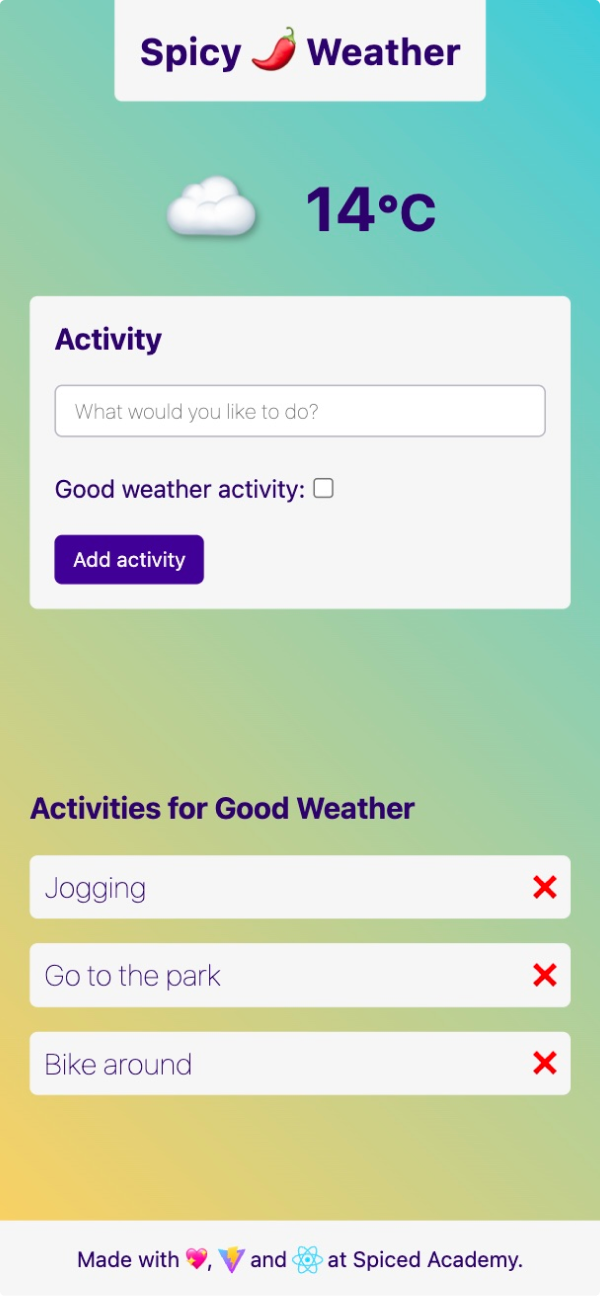 Spicy 🌶️ Weather
14°C
Activity
What would you like to do?
Good weather activity:
Add activity
Activities for Good Weather
Jogging
Go to the park
Bike around
Made with 💖, and at Spiced Academy.